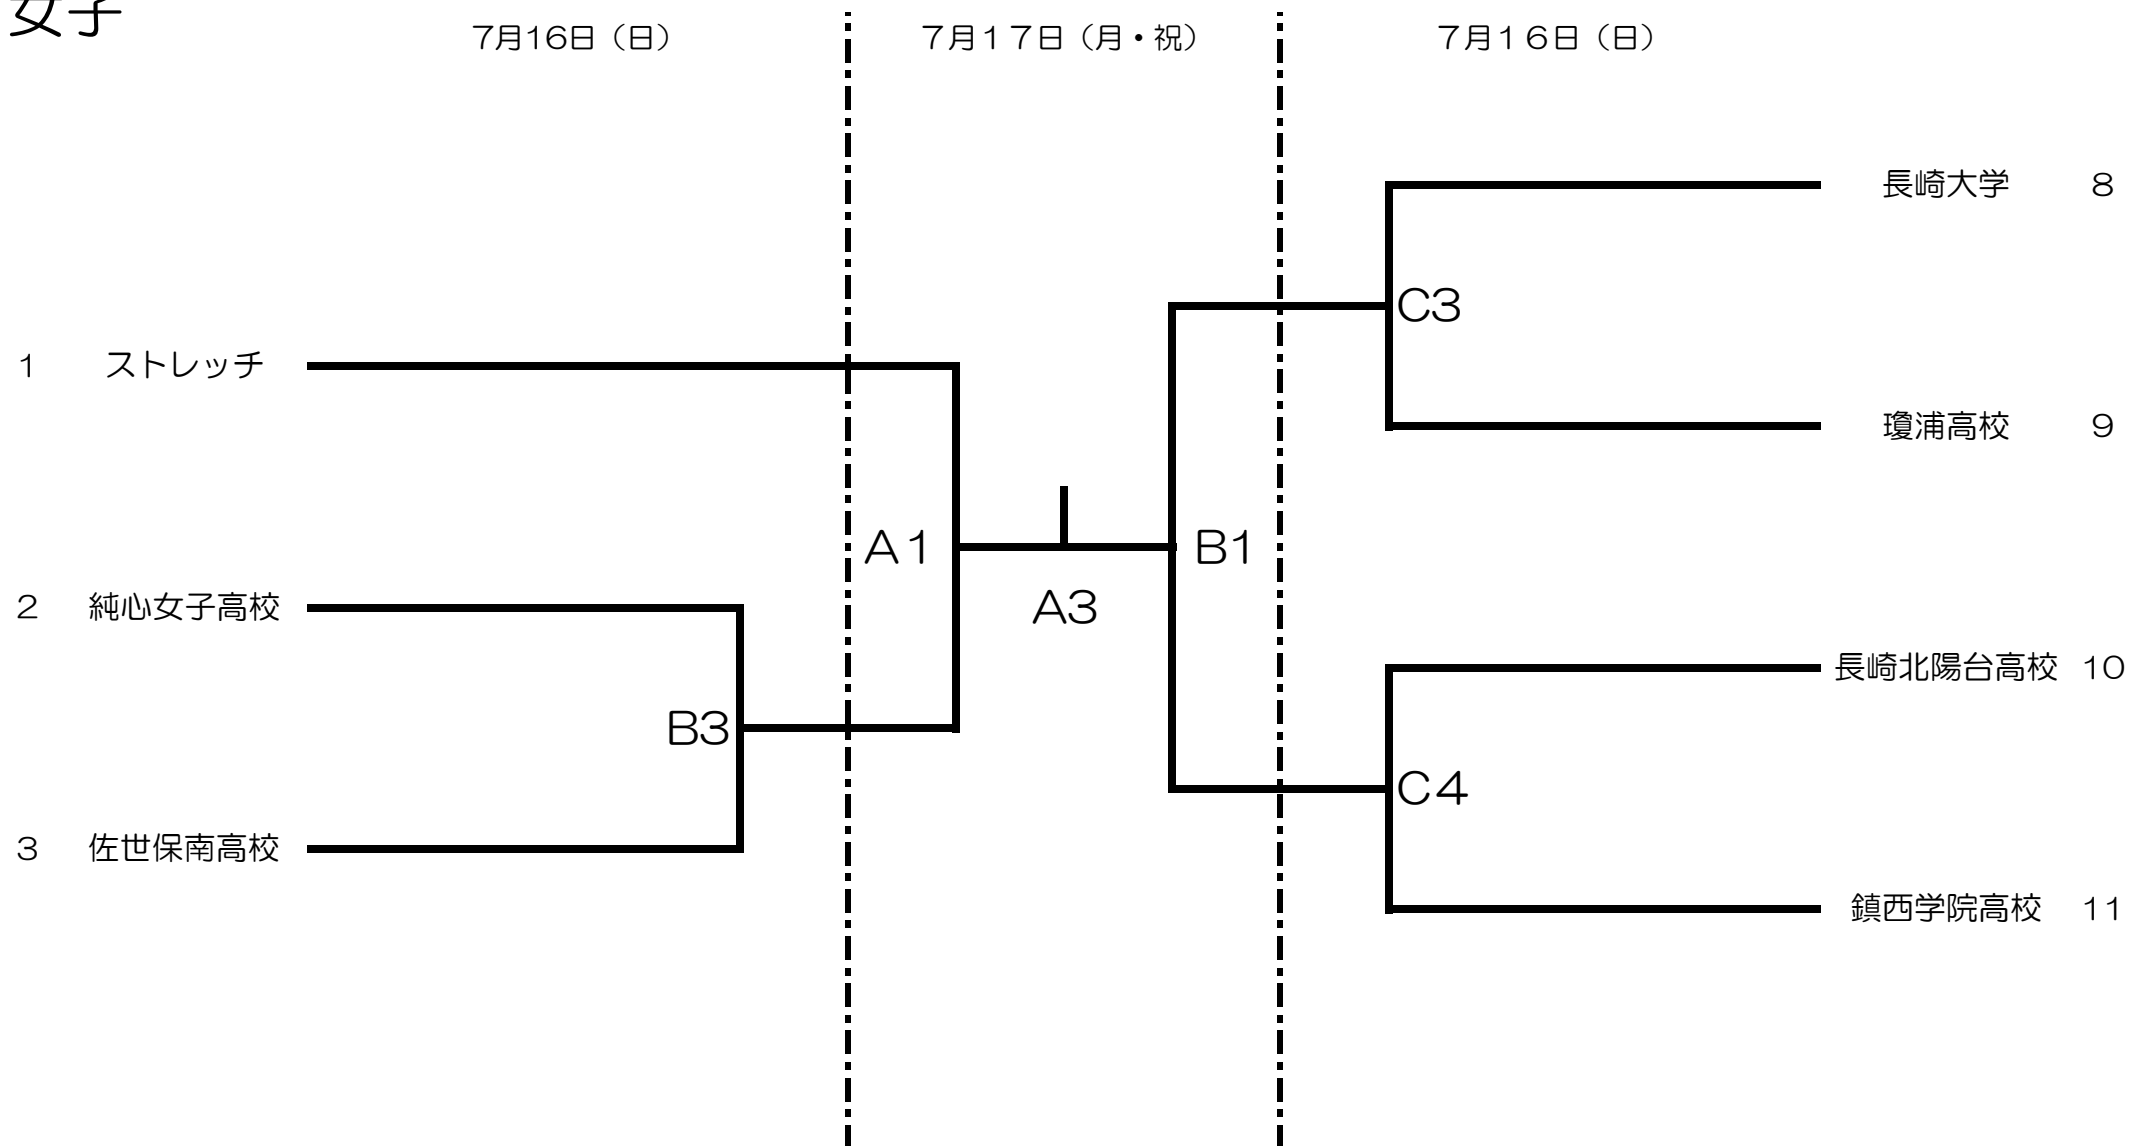 女子
7月16日（日）
７月１７日（月・祝）
７月１６日（日）
長崎大学 8
C3
1 ストレッチ
瓊浦高校 9
A１
B1
2 純心女子高校
A3
長崎北陽台高校 10
B3
C4
3 佐世保南高校
鎮西学院高校 11